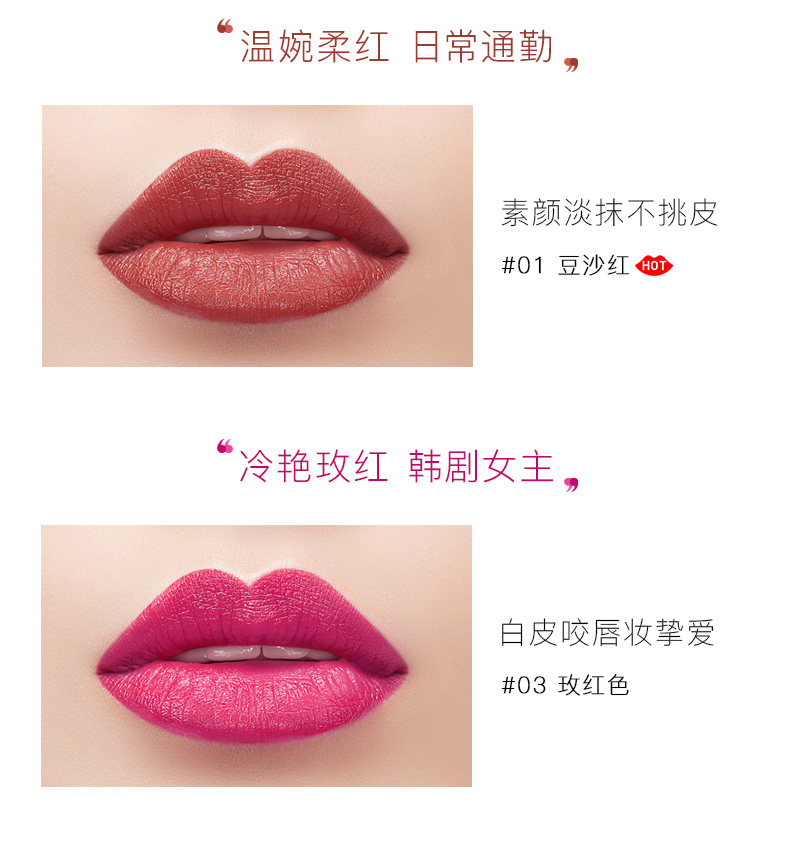 “温婉柔红 日常通勤”
素颜淡抹不挑皮
#01 豆沙红 HOT
“冷艳玫红 韩剧女主”
白皮咬唇妆挚爱
#03 玫红色